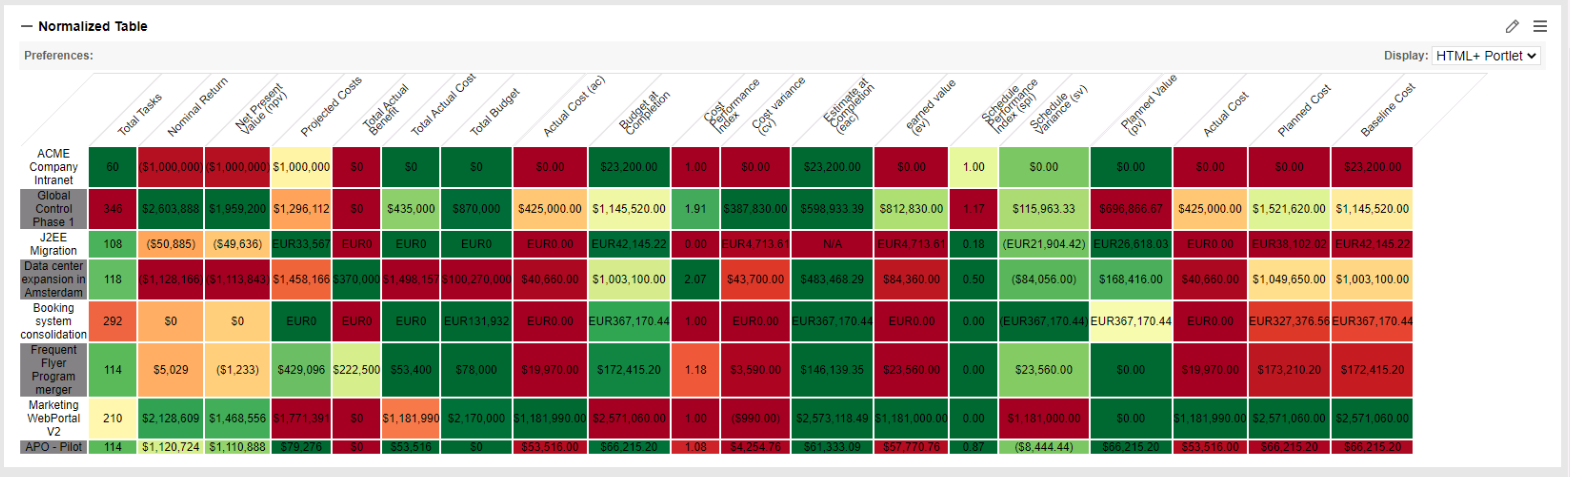 Normalized Table
Preferences:
Display: HTML+ Portlet
Total Tasks
Nominal Return
Net Present
Value (npv)
Projected Costs
Total Actual
Benefit
Total Actual Cost
Total Budget
Actual Cost (ac)
Budget at
Completion
Cost
Performance
Index
Cost variance
(cv)
Estimate at
Completion
(eac)
earned value
(ev)
Schedule
Performance
Index (spi)
Schedule
Variance (sv)
Planned Value
(pv)
Actual Cost
Planned Cost
Baseline Cost
ACME
Company
Intranet
60 ($1,000,000) ($1,000,000) $1,000,000 $0 $0 $0 $0.00 $23,200.00 1.00 $0.00 $23,200.00 $0.00 1.00 $0.00 $0.00 $0.00 $0.00 $23,200.00
Global
Control
Phase 1
346 $2,603,888 $1,959,200 $1,296,112 $0 $435,000 $870,000 $425,000.00 $1,145,520.00 1.91 $387,830.00 $598,933.39 $812,830.00 1.17 $115,963.33 $696,866.67 $425,000.00 $1,521,620.00 $1,145,520.00
J2EE
Migration
108 ($50,885) ($49,636) EUR33,567 EUR0 EUR0 EUR0 EUR0.00 EUR42,145.22 0.00 EUR4,713.61 N/A EUR4,713.61 0.18 (EUR21,904.42) EUR26,618.03 EUR0.00 EUR38,102.02 EUR42,145.22
Data center
expansion in
Amsterdam
118 ($1,128,166) ($1,113,843) $1,458,166 $370,000 $1,498,157 $100,270,000 $40,660.00 $1,003,100.00 2.07 $43,700.00 $483,468.29 $84,360.00 0.50 ($84,056.00) $168,416.00 $40,660.00 $1,049,650.00 $1,003,100.00
Booking
system
consolidation
292 $0 $0 EUR0 EUR0 EUR0 EUR131,932 EUR0.00 EUR367,170.44 1.00 EUR0.00 EUR367,170.44 EUR0.00 0.00 (EUR367,170.44) EUR367,170.44 EUR0.00 EUR327,376.56 EUR367,170.44
Frequent
Flyer
Program
merger
114 $5,029 ($1,233) $429,096 $222,500 $53,400 $78,000 $19,970.00 $172,415.20 1.18 $3,590.00 $146,139.35 $23,560.00 0.00 $23,560.00 $0.00 $19,970.00 $173,210.20 $172,415.20
Marketing
WebPortal
V2
210 $2,128,609 $1,468,556 $1,771,391 $0 $1,181,990 $2,170,000 $1,181,990.00 $2,571,060.00 1.00 ($990.00) $2,573,118.49 $1,181,000.00 0.00 $1,181,000.00 $0.00 $1,181,990.00 $2,571,060.00 $2,571,060.00
APO - Pilot 114 $1,120,724 $1,110,888 $79,276 $0 $53,516 $0 $53,516.00 $66,215.20 1.08 $4,254.76 $61,333.09 $57,770.76 0.87 ($8,444.44) $66,215.20 $53,516.00 $66,215.20 $66,215.20